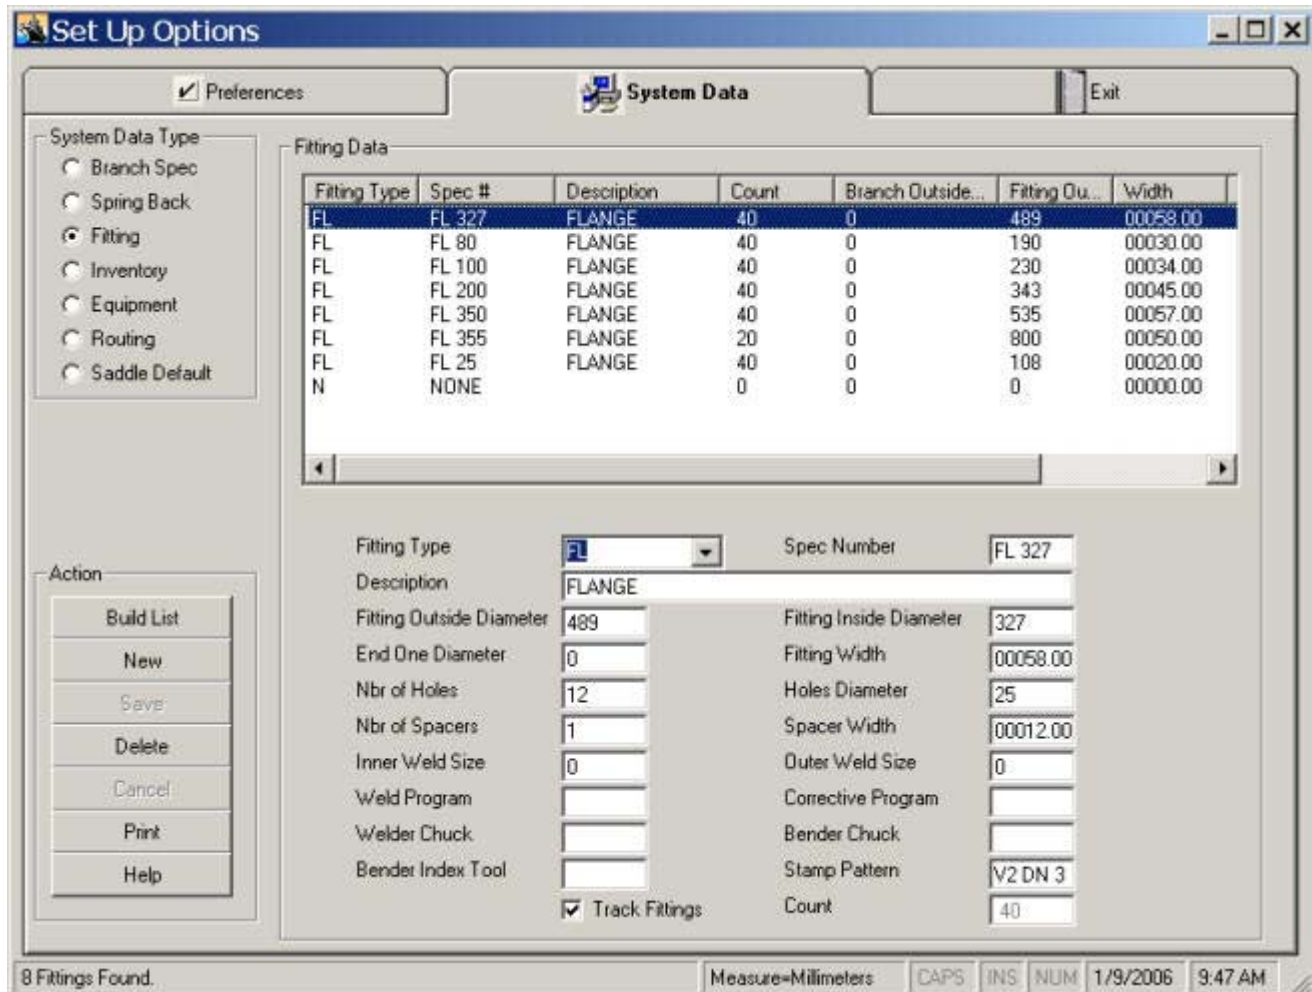 Set Up Options
Preferences System Data Exit
System Data Type
Branch Spec
Spring Back
Fitting
Inventory
Equipment
Routing
Saddle Default
Fitting Data
Fitting Type Spec # Description Count Branch Outside... Fitting Ou... Width
FL FL 327 FLANGE 40 0 489 00058.00
FL FL 80 FLANGE 40 0 190 00030.00
FL FL 100 FLANGE 40 0 230 00034.00
FL FL 200 FLANGE 40 0 343 00045.00
FL FL 350 FLANGE 40 0 535 00057.00
FL FL 355 FLANGE 20 0 800 00050.00
FL FL 25 FLANGE 40 0 108 00020.00
N NONE 0 0 0 00000.00
Action
Build List
New
Save
Delete
Cancel
Print
Help
Fitting Type FL Spec Number FL 327
Description FLANGE
Fitting Outside Diameter 489 Fitting Inside Diameter 327
End One Diameter 0 Fitting Width 00058.00
Nbr of Holes 12 Holes Diameter 25
Nbr of Spacers 1 Spacer Width 00012.00
Inner Weld Size 0 Outer Weld Size 0
Weld Program Corrective Program
Welder Chuck Bender Chuck
Bender Index Tool Stamp Pattern V2 DN 3
Track Fittings Count 40
8 Fittings Found. Measure=Millimeters CAPS INS NUM 1/9/2006 9:47 AM